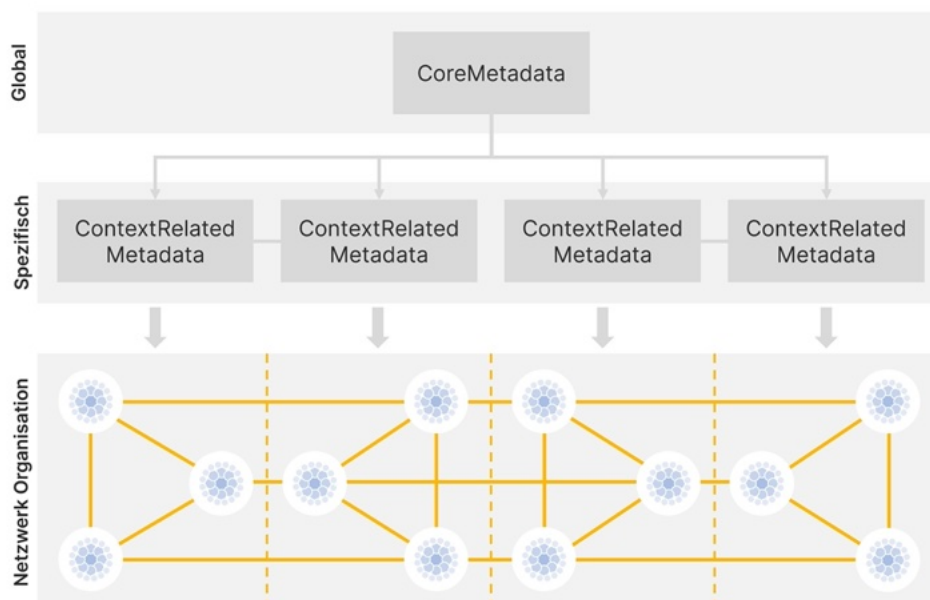 Global
CoreMetadata
Spezifisch
ContextRelated
Metadata
ContextRelated
Metadata
ContextRelated
Metadata
ContextRelated
Metadata
Netzwerk Organisation